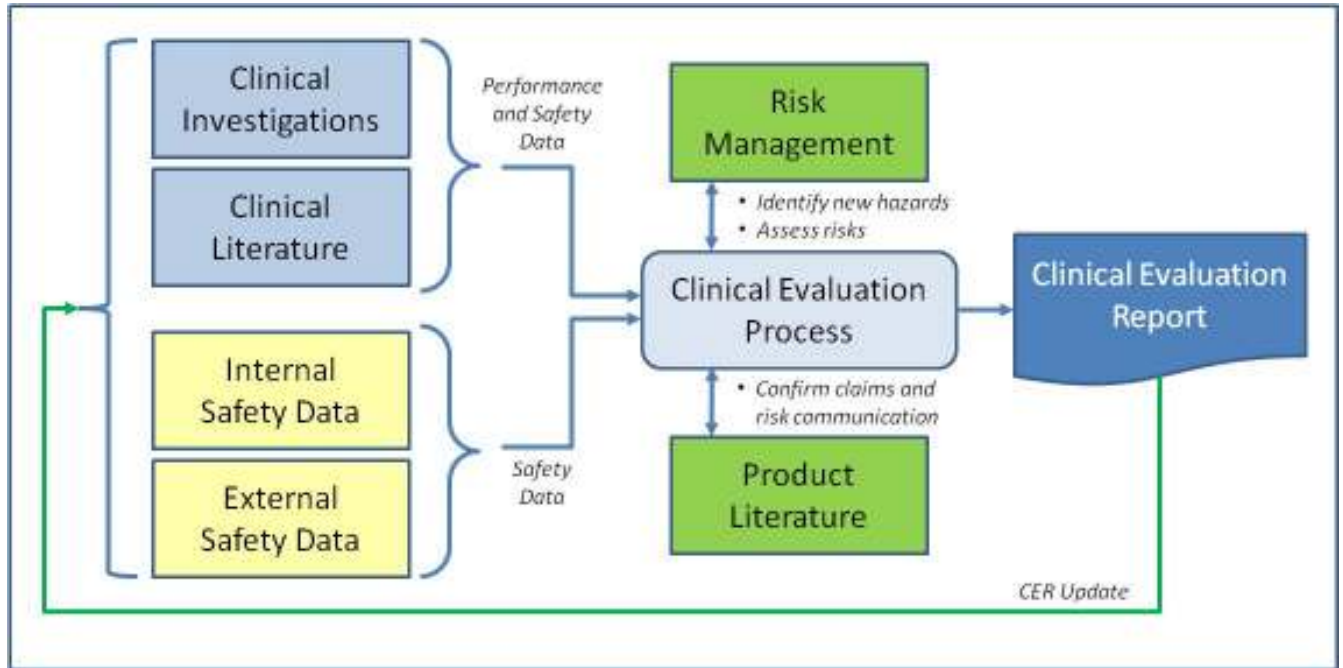 Clinical
Investigations
Clinical
Literature
Internal
Safety Data
External
Safety Data
Performance
and Safety
Data
Safety
Data
Risk
Management
• Identify new hazards
• Assess risks
Clinical Evaluation
Process
• Confirm claims and
risk communication
Product
Literature
Clinical Evaluation
Report
CER Update